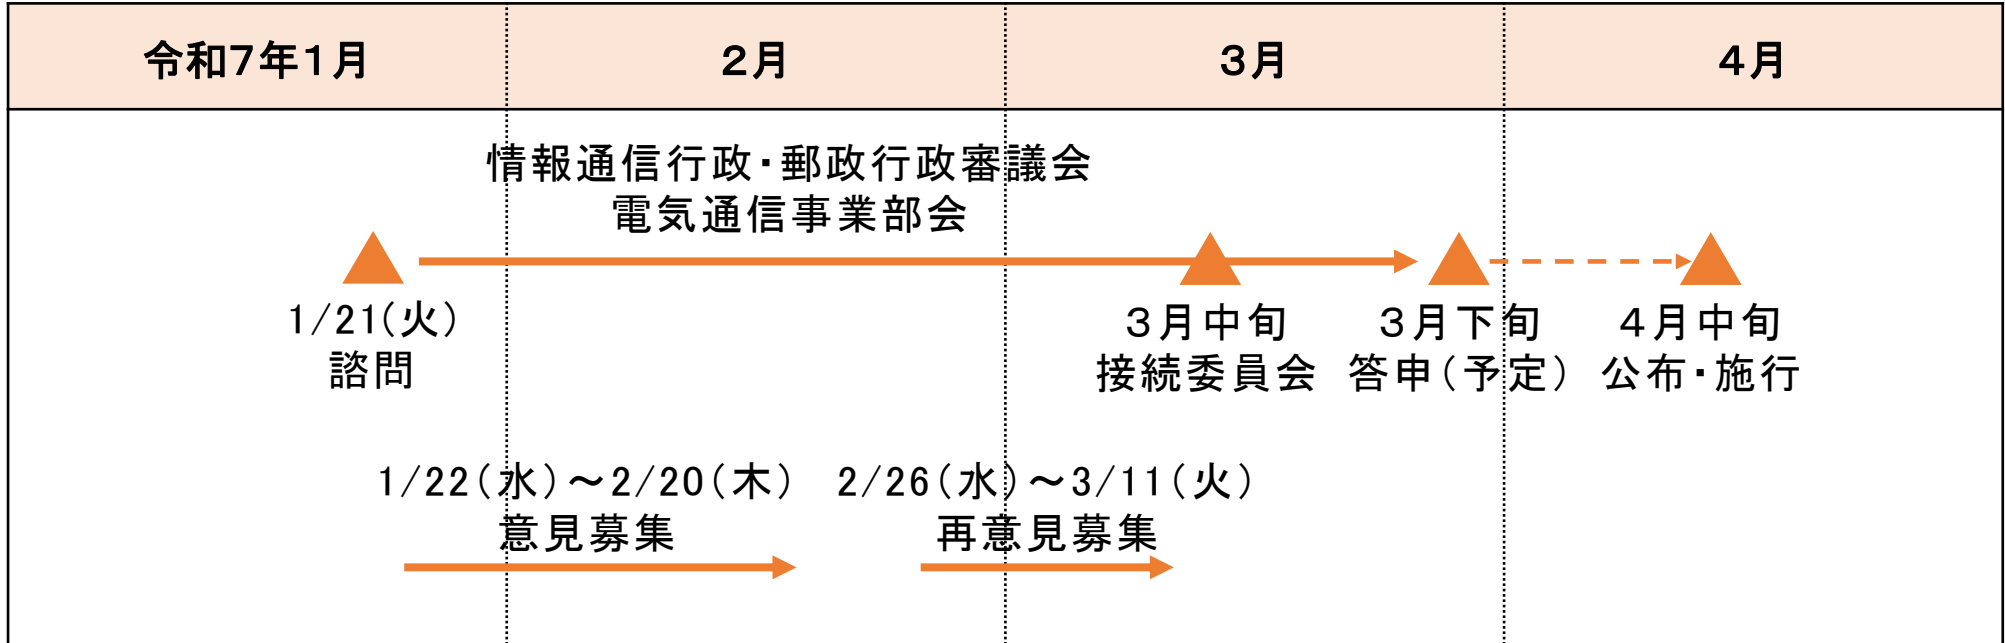 令和7年1月
2月
3月
4月
情報通信行政・郵政行政審議会
電気通信事業部会
1/21(火)
諮問
3月中旬
接続委員会
3月下旬
答申(予定)
4月中旬
公布・施行
1/22(水)～2/20(木)
意見募集
2/26(水)～3/11(火)
再意見募集